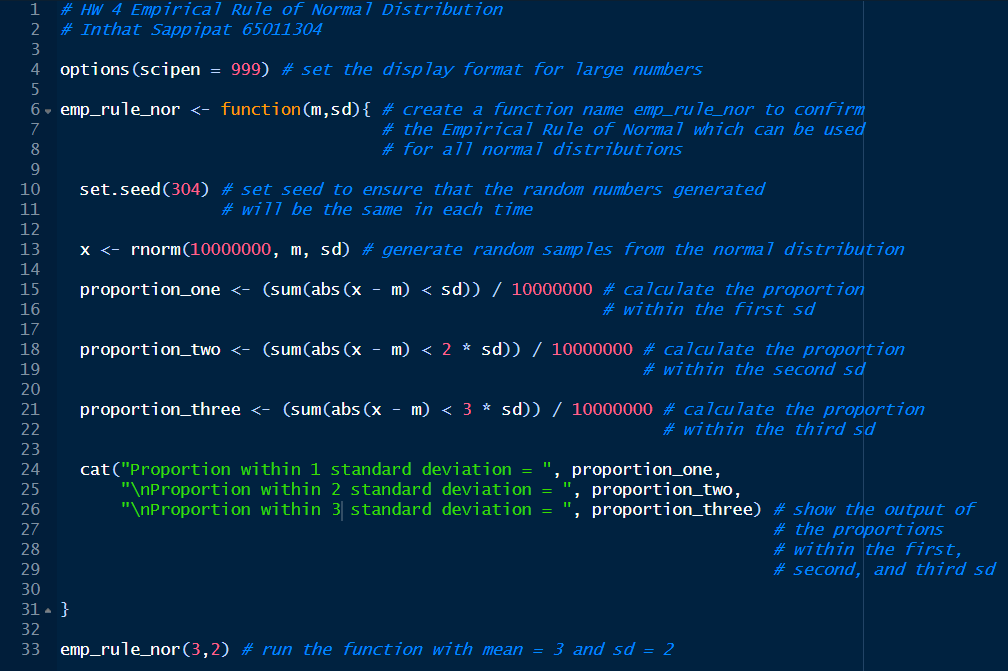 1 # HW 4 Empirical Rule of Normal Distribution
2 # Inthat Sappipat 65011304
3
4 options(scipen = 999) # set the display format for large numbers
5
6 emp_rule_nor <- function(m,sd){ # create a function name emp_rule_nor to confirm
7 # the Empirical Rule of Normal which can be used
8 # for all normal distributions
9
10 set.seed(304) # set seed to ensure that the random numbers generated
11 # will be the same in each time
12
13 x <- rnorm(10000000, m, sd) # generate random samples from the normal distribution
14
15 proportion_one <- (sum(abs(x - m) < sd)) / 10000000 # calculate the proportion
16 # within the first sd
17
18 proportion_two <- (sum(abs(x - m) < 2 * sd)) / 10000000 # calculate the proportion
19 # within the second sd
20
21 proportion_three <- (sum(abs(x - m) < 3 * sd)) / 10000000 # calculate the proportion
22 # within the third sd
23
24 cat("Proportion within 1 standard deviation = ", proportion_one,
25 "\nProportion within 2 standard deviation = ", proportion_two,
26 "\nProportion within 3 standard deviation = ", proportion_three) # show the output of
27 # the proportions
28 # within the first,
29 # second, and third sd
30
31 }
32
33 emp_rule_nor(3,2) # run the function with mean = 3 and sd = 2